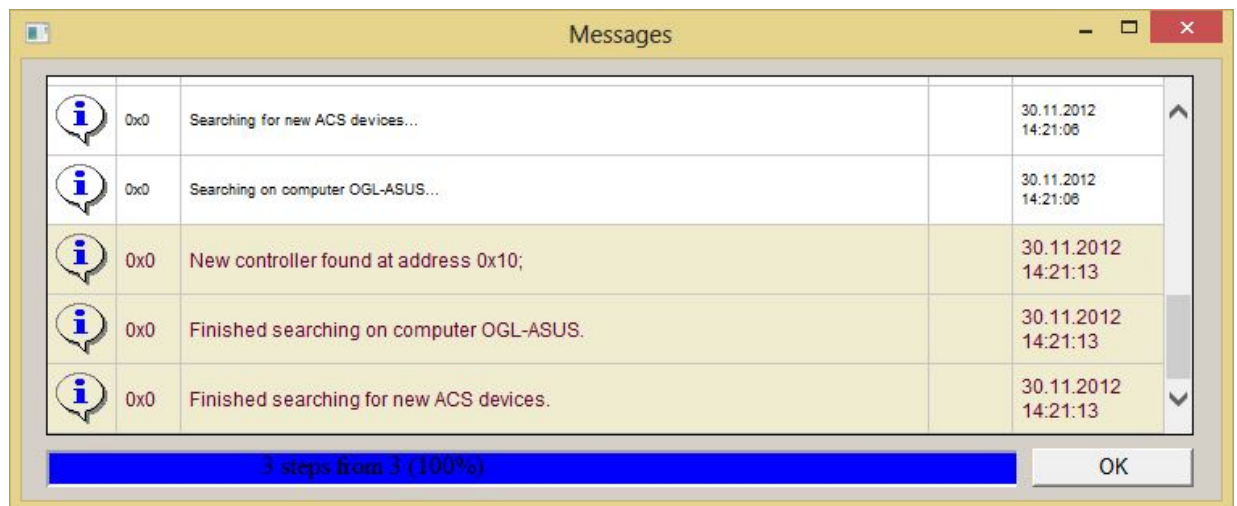 Messages
0x0 Searching for new ACS devices... 30.11.2012
14:21:06
0x0 Searching on computer OGL-ASUS... 30.11.2012
14:21:06
0x0 New controller found at address 0x10; 30.11.2012
14:21:13
0x0 Finished searching on computer OGL-ASUS. 30.11.2012
14:21:13
0x0 Finished searching for new ACS devices. 30.11.2012
14:21:13
3 steps from 3 (100%) OK